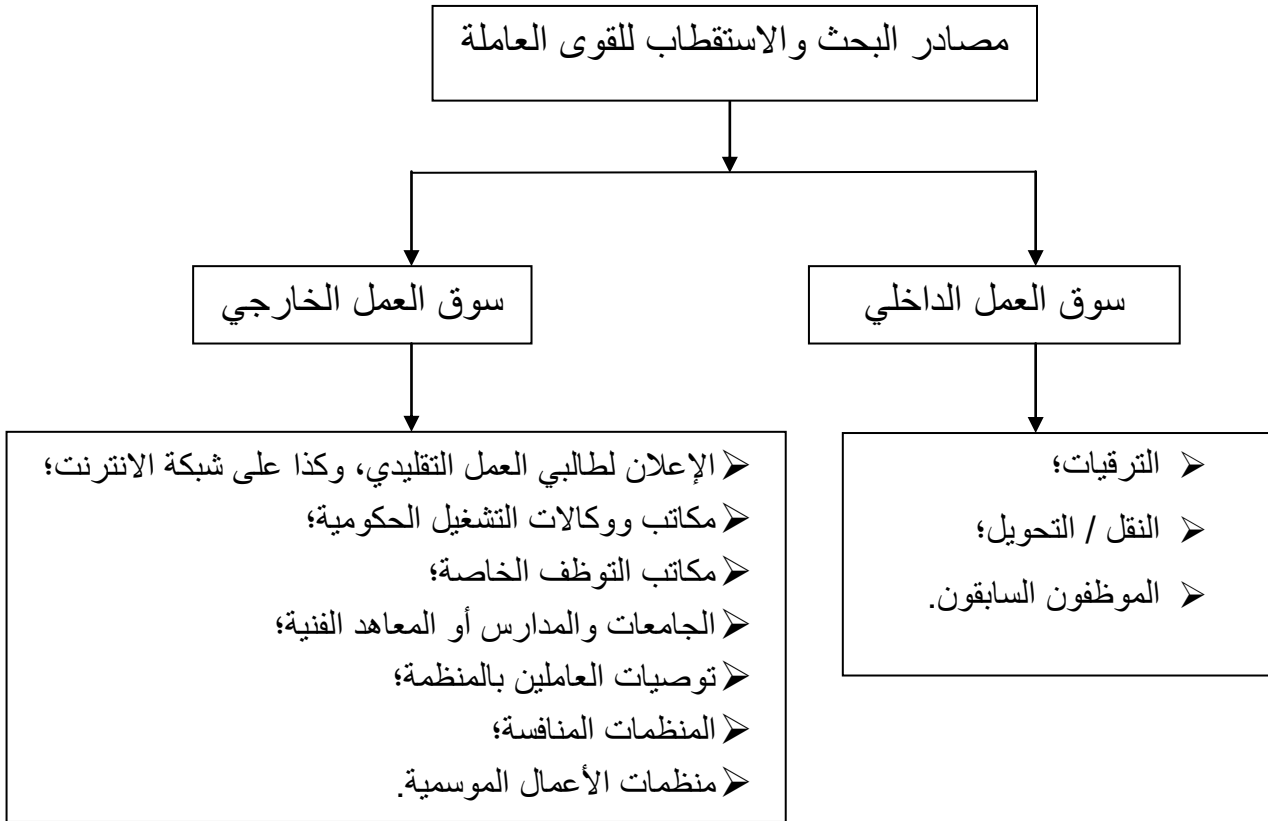 مصادر البحث والاستقطاب للقوى العاملة
سوق العمل الداخلي
سوق العمل الخارجي
⮚ الترقيات؛
⮚ النقل / التحويل؛
⮚ الموظفون السابقون.
⮚ الإعلان لطالبي العمل التقليدي، وكذا على شبكة الانترنت؛
⮚ مكاتب ووكالات التشغيل الحكومية؛
⮚ مكاتب التوظف الخاصة؛
⮚ الجامعات والمدارس أو المعاهد الفنية؛
⮚ توصيات العاملين بالمنظمة؛
⮚ المنظمات المنافسة؛
⮚ منظمات الأعمال الموسمية.